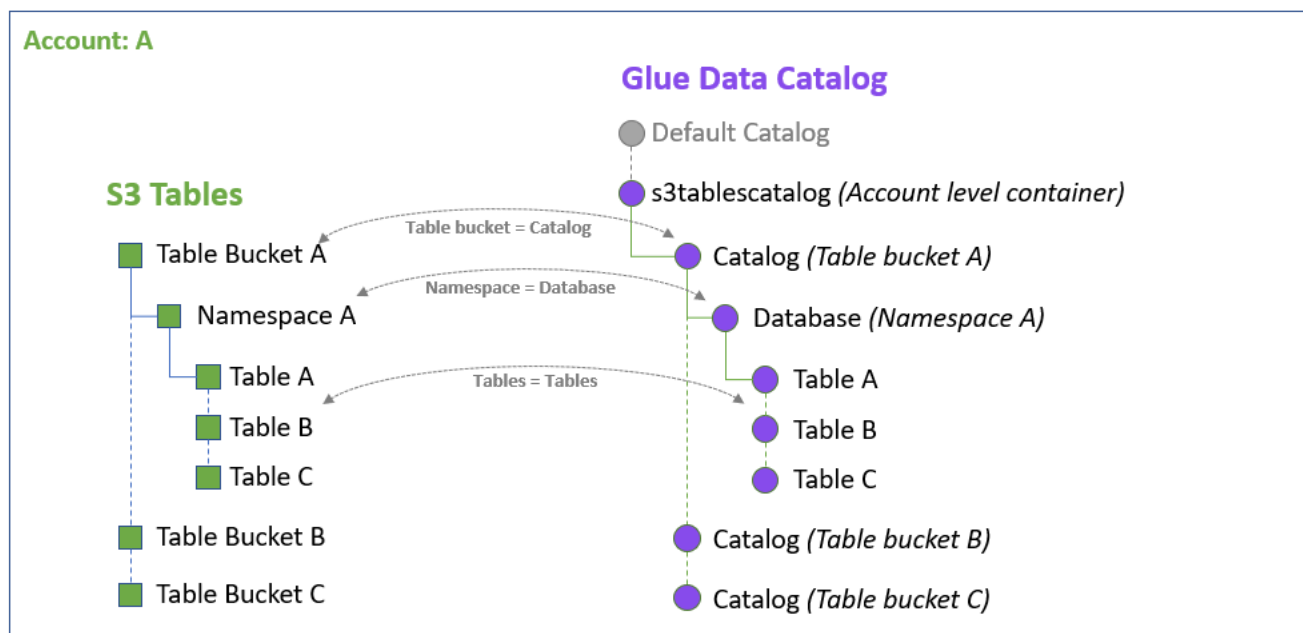 Account: A
Glue Data Catalog
Default Catalog
S3 Tables
s3tablescatalog (Account level container)
Table bucket = Catalog
Table Bucket A
Catalog (Table bucket A)
Namespace = Database
Namespace A
Database (Namespace A)
Tables = Tables
Table A
Table A
Table B
Table B
Table C
Table C
Table Bucket B
Catalog (Table bucket B)
Table Bucket C
Catalog (Table bucket C)